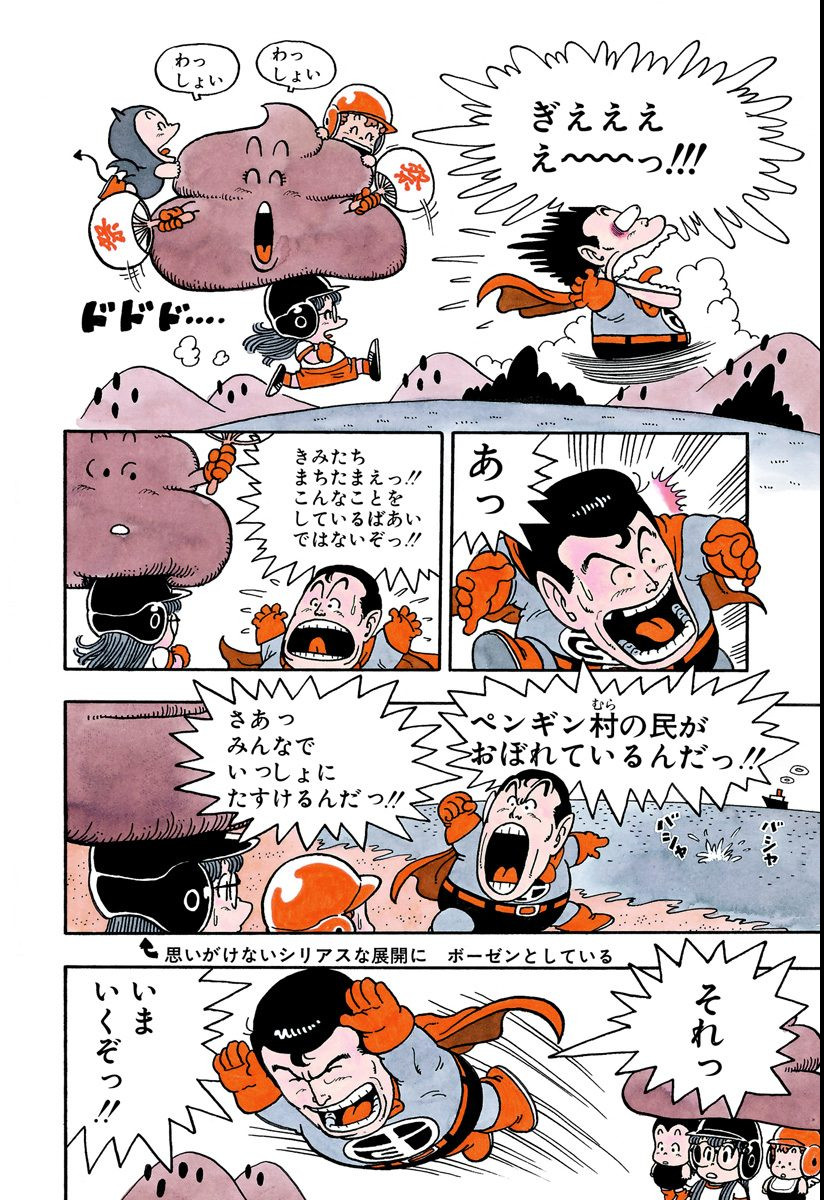 ぎえええ
え〜〜〜っ!!!
わっ
しょい
わっ
しょい
祭
祭
ドドド‥‥
あっ
きみたち
まちたまえっ!!
こんなことを
しているばあい
ではないぞっ!!
ペンギン村の民が
むら
おぼれているんだっ!!
バシャ
バシャ
さあっ
みんなで
いっしょに
たすけるんだっ!!
思いがけないシリアスな展開に　ボーゼンとしている
それっ
いま
いくぞっ!!